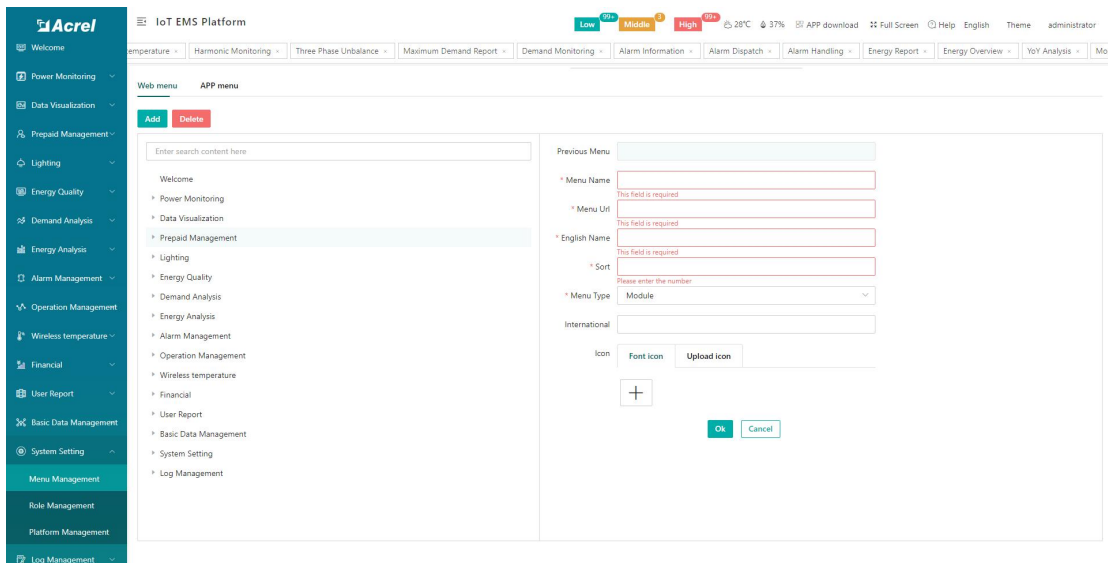 Acrel
IoT EMS Platform
Low 99+ Middle 3 High 99+ 28℃ 37% APP download Full Screen Help English Theme administrator
emperature × Harmonic Monitoring × Three Phase Unbalance × Maximum Demand Report × Demand Monitoring × Alarm Information × Alarm Dispatch × Alarm Handling × Energy Report × Energy Overview × YoY Analysis × Mo
Welcome
Power Monitoring
Data Visualization
Prepaid Management
Lighting
Energy Quality
Demand Analysis
Energy Analysis
Alarm Management
Operation Management
Wireless temperature
Financial
User Report
Basic Data Management
System Setting
Menu Management
Role Management
Platform Management
Log Management
Web menu APP menu
Add Delete
Enter search content here
Welcome
Power Monitoring
Data Visualization
Prepaid Management
Lighting
Energy Quality
Demand Analysis
Energy Analysis
Alarm Management
Operation Management
Wireless temperature
Financial
User Report
Basic Data Management
System Setting
Log Management
Previous Menu
* Menu Name
This field is required
* Menu Url
This field is required
* English Name
This field is required
* Sort
Please enter the number
* Menu Type Module
International
Icon Font icon Upload icon
Ok Cancel